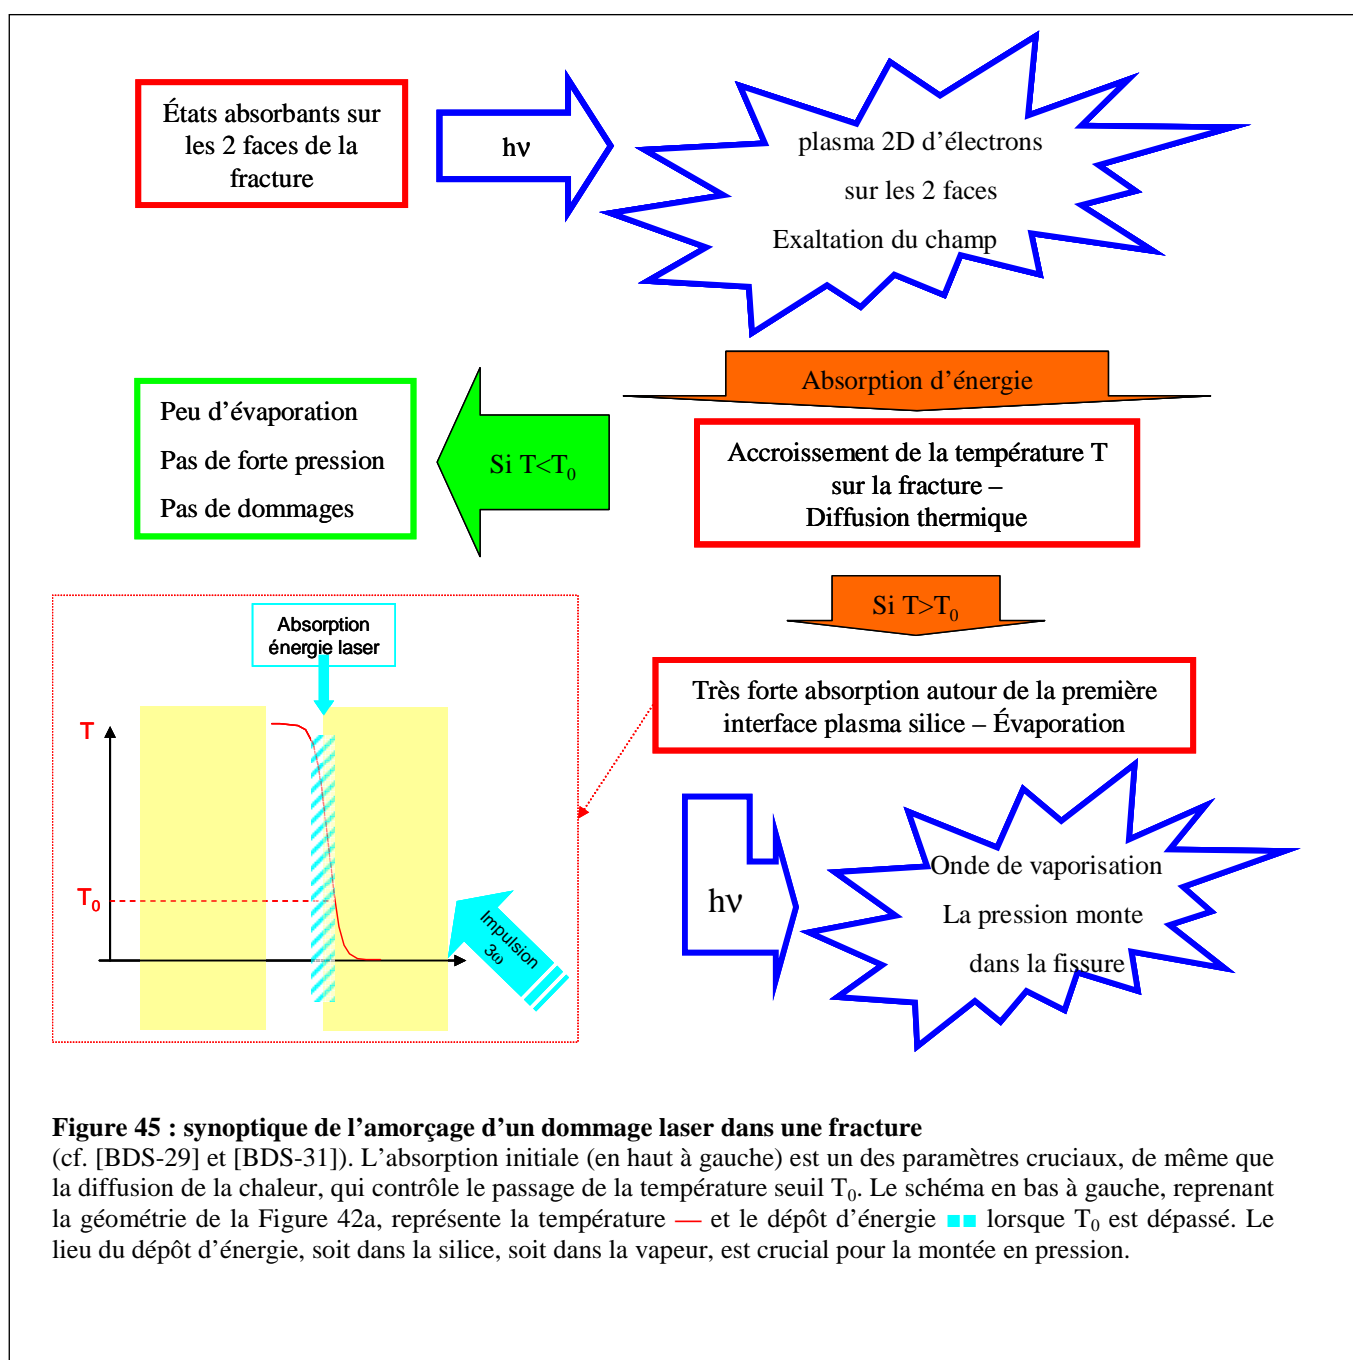 États absorbants sur
les 2 faces de la
fracture
hν
plasma 2D d’électrons
sur les 2 faces
Exaltation du champ
Absorption d’énergie
Peu d’évaporation
Pas de forte pression
Pas de dommages
Si T<T₀
Accroissement de la température T
sur la fracture –
Diffusion thermique
Si T>T₀
Absorption
énergie laser
Très forte absorption autour de la première
interface plasma silice – Évaporation
T
T₀
Impulsion
3ω
hν
Onde de vaporisation
La pression monte
dans la fissure
Figure 45 : synoptique de l’amorçage d’un dommage laser dans une fracture
(cf. [BDS-29] et [BDS-31]). L’absorption initiale (en haut à gauche) est un des paramètres cruciaux, de même que
la diffusion de la chaleur, qui contrôle le passage de la température seuil T₀. Le schéma en bas à gauche, reprenant
la géométrie de la Figure 42a, représente la température — et le dépôt d’énergie ■■ lorsque T₀ est dépassé. Le
lieu du dépôt d’énergie, soit dans la silice, soit dans la vapeur, est crucial pour la montée en pression.